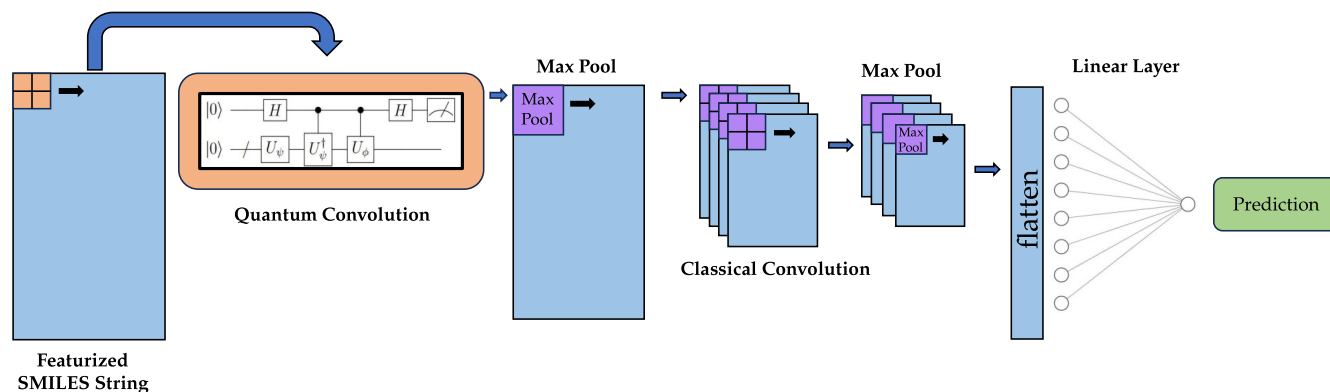 Featurized
SMILES String
|0⟩ H H
|0⟩ U_ψ U_ψ^† U_ϕ
Quantum Convolution
Max Pool
Max
Pool
Classical Convolution
Max Pool
Max
Pool
flatten
Linear Layer
Prediction